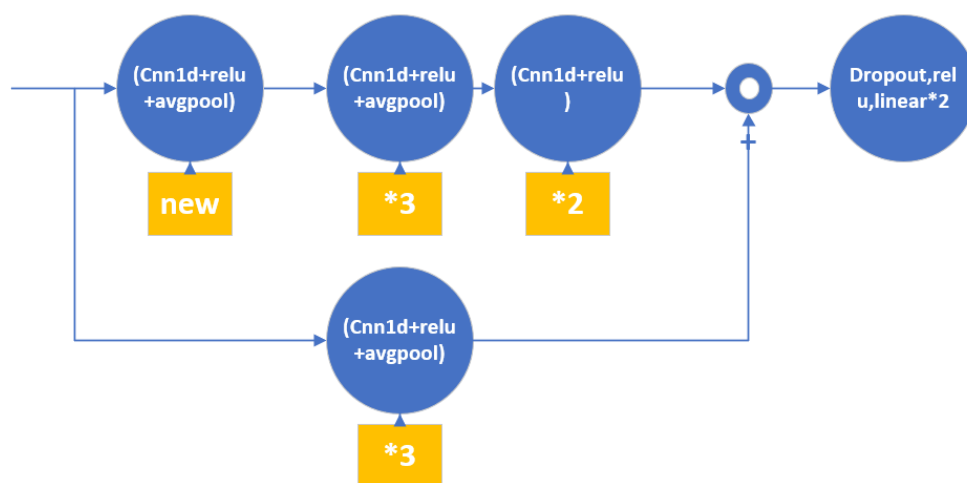 (Cnn1d+relu
+avgpool)
(Cnn1d+relu
+avgpool)
(Cnn1d+relu
)
Dropout,rel
u,linear*2
+
new
*3
*2
(Cnn1d+relu
+avgpool)
*3